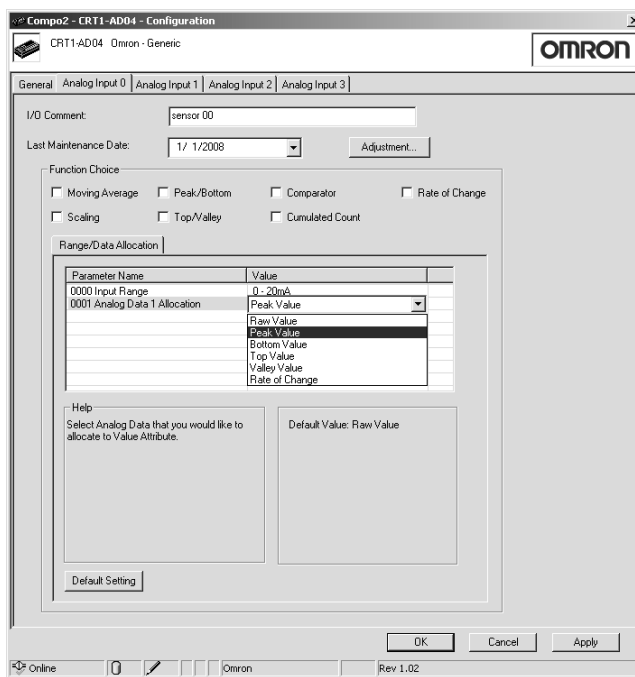 Compo2 - CRT1-AD04 - Configuration
CRT1-AD04 Omron - Generic
OMRON
General Analog Input 0 Analog Input 1 Analog Input 2 Analog Input 3
I/O Comment: sensor 00
Last Maintenance Date: 1/ 1/2008 Adjustment...
Function Choice
Moving Average Peak/Bottom Comparator Rate of Change
Scaling Top/Valley Cumulated Count
Range/Data Allocation
Parameter Name Value
0000 Input Range 0 - 20mA
0001 Analog Data 1 Allocation Peak Value
Raw Value
Peak Value
Bottom Value
Top Value
Valley Value
Rate of Change
Help
Select Analog Data that you would like to
allocate to Value Attribute.
Default Value: Raw Value
Default Setting
OK Cancel Apply
Online Omron Rev 1.02